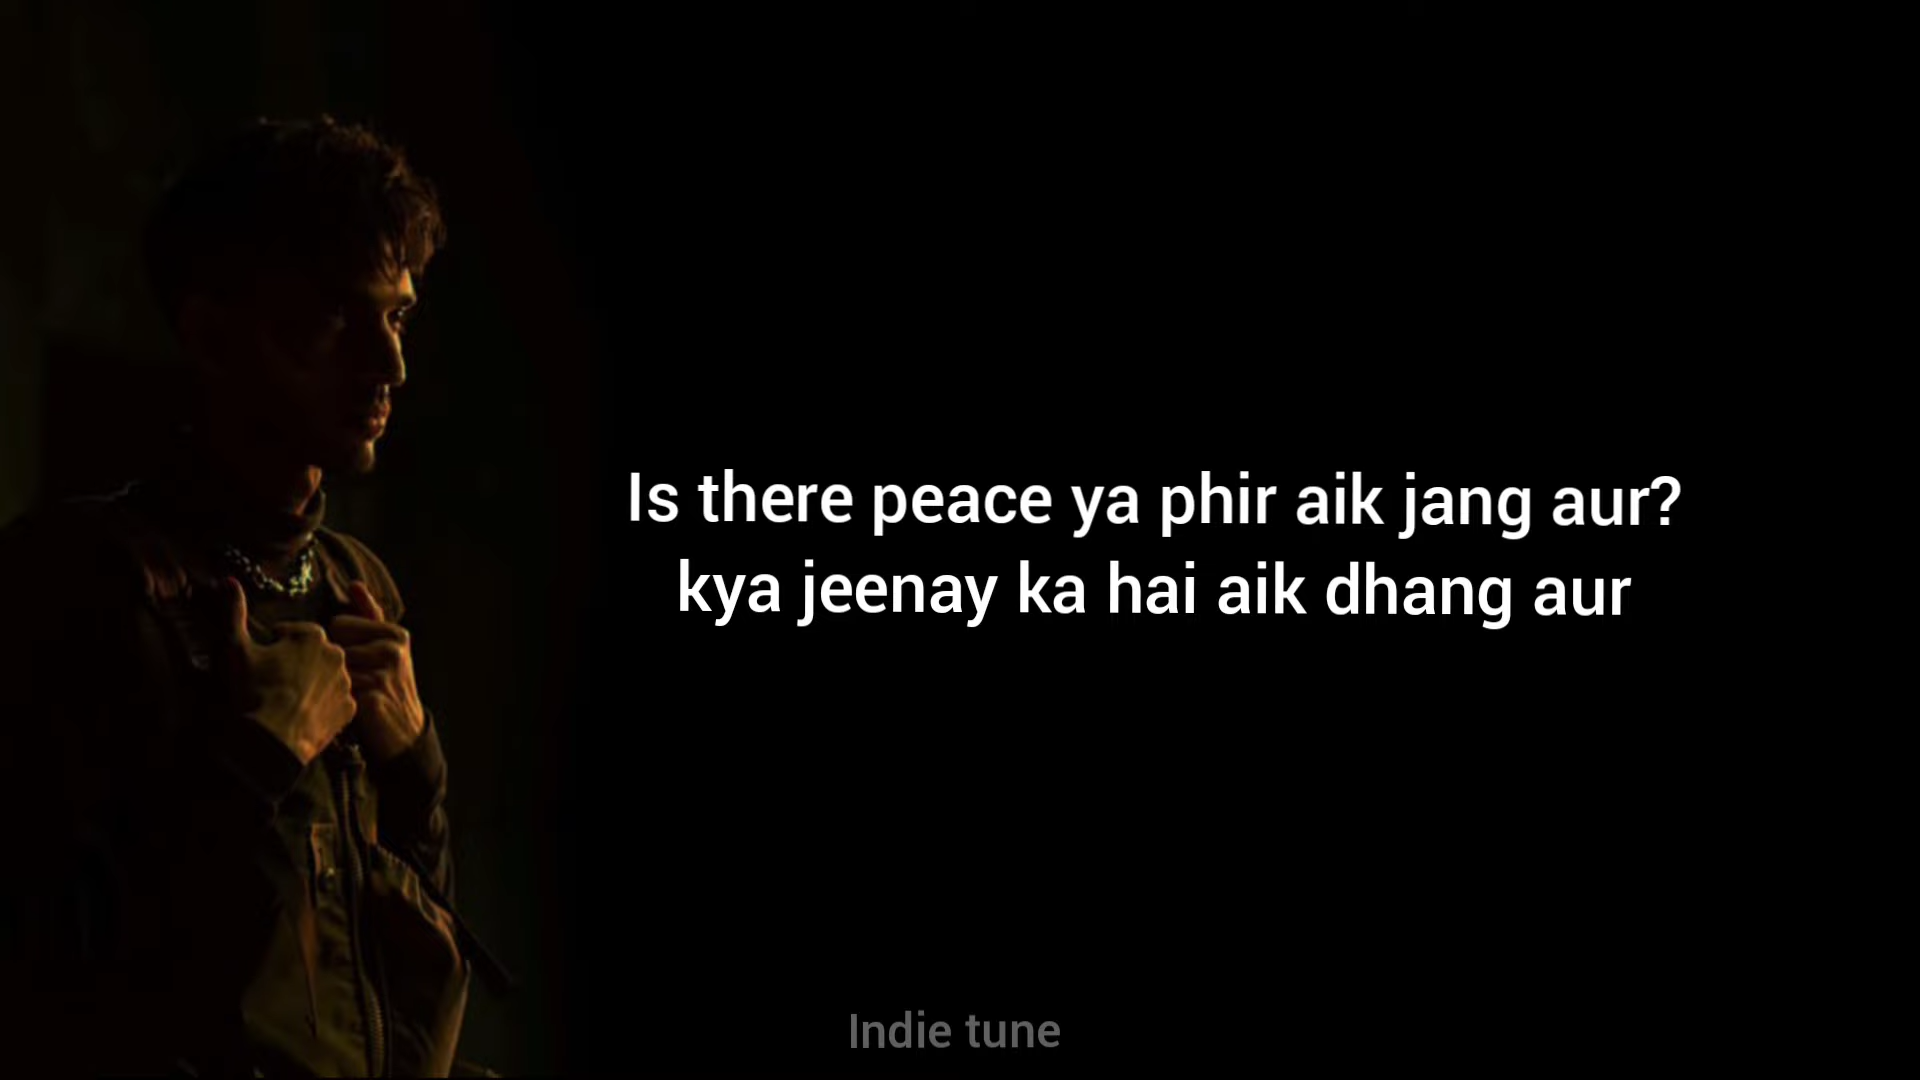 Is there peace ya phir aik jang aur?
kya jeenay ka hai aik dhang aur
Indie tune